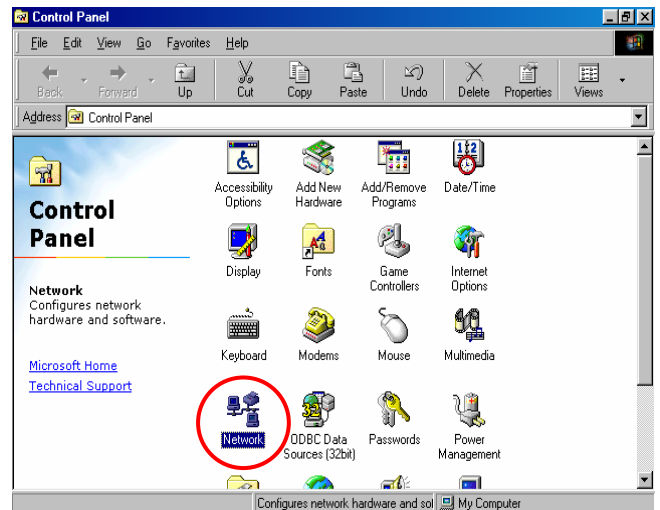 Control Panel
File Edit View Go Favorites Help
Back Forward Up Cut Copy Paste Undo Delete Properties Views
Address Control Panel
Control
Panel
Network
Configures network
hardware and software.
Microsoft Home
Technical Support
Accessibility
Options
Add New
Hardware
Add/Remove
Programs
12
Date/Time
Display
Fonts
Game
Controllers
Internet
Options
Keyboard
Modems
Mouse
Multimedia
Network
32
ODBC Data
Sources (32bit)
Passwords
Power
Management
Configures network hardware and sol
My Computer